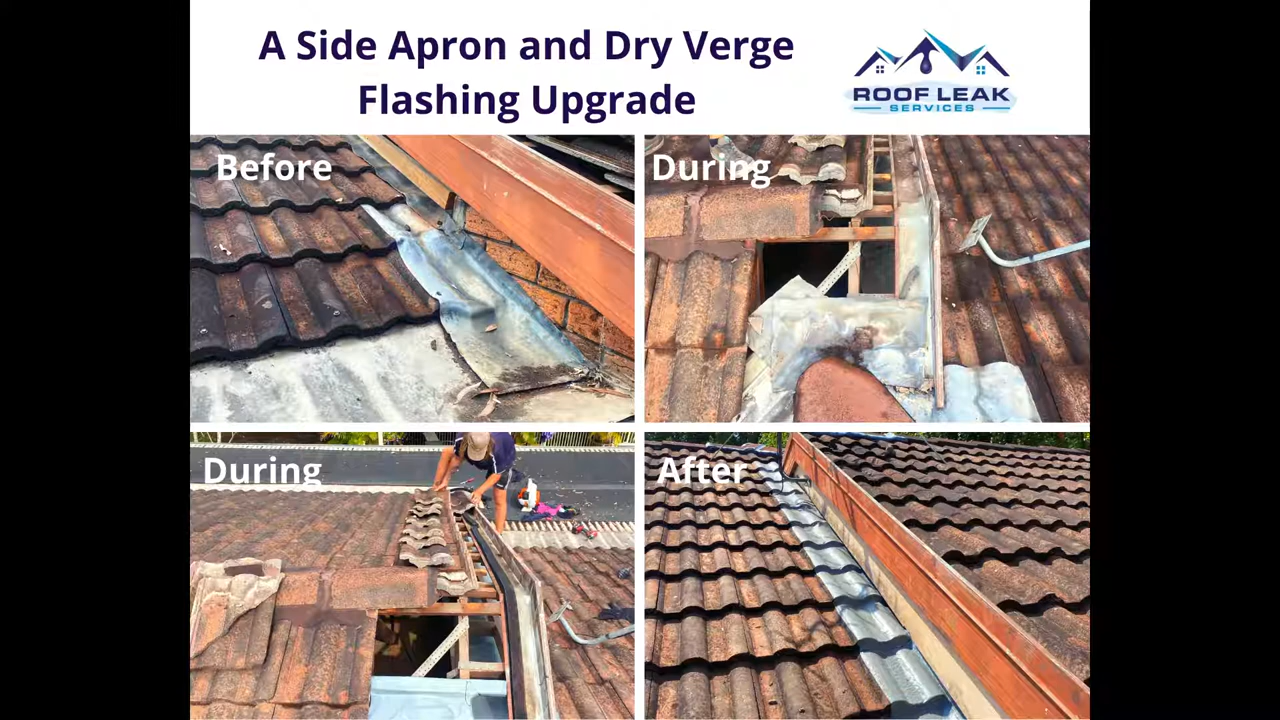 A Side Apron and Dry Verge
Flashing Upgrade
ROOF LEAK
SERVICES
Before
During
During
After